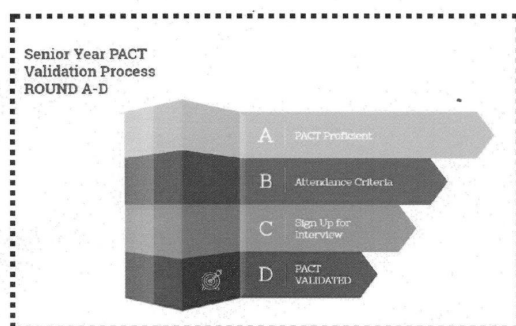 Senior Year PACT
Validation Process
ROUND A-D
A PACT Proficient
B Attendance Criteria
C Sign Up for
Interview
D PACT
VALIDATED